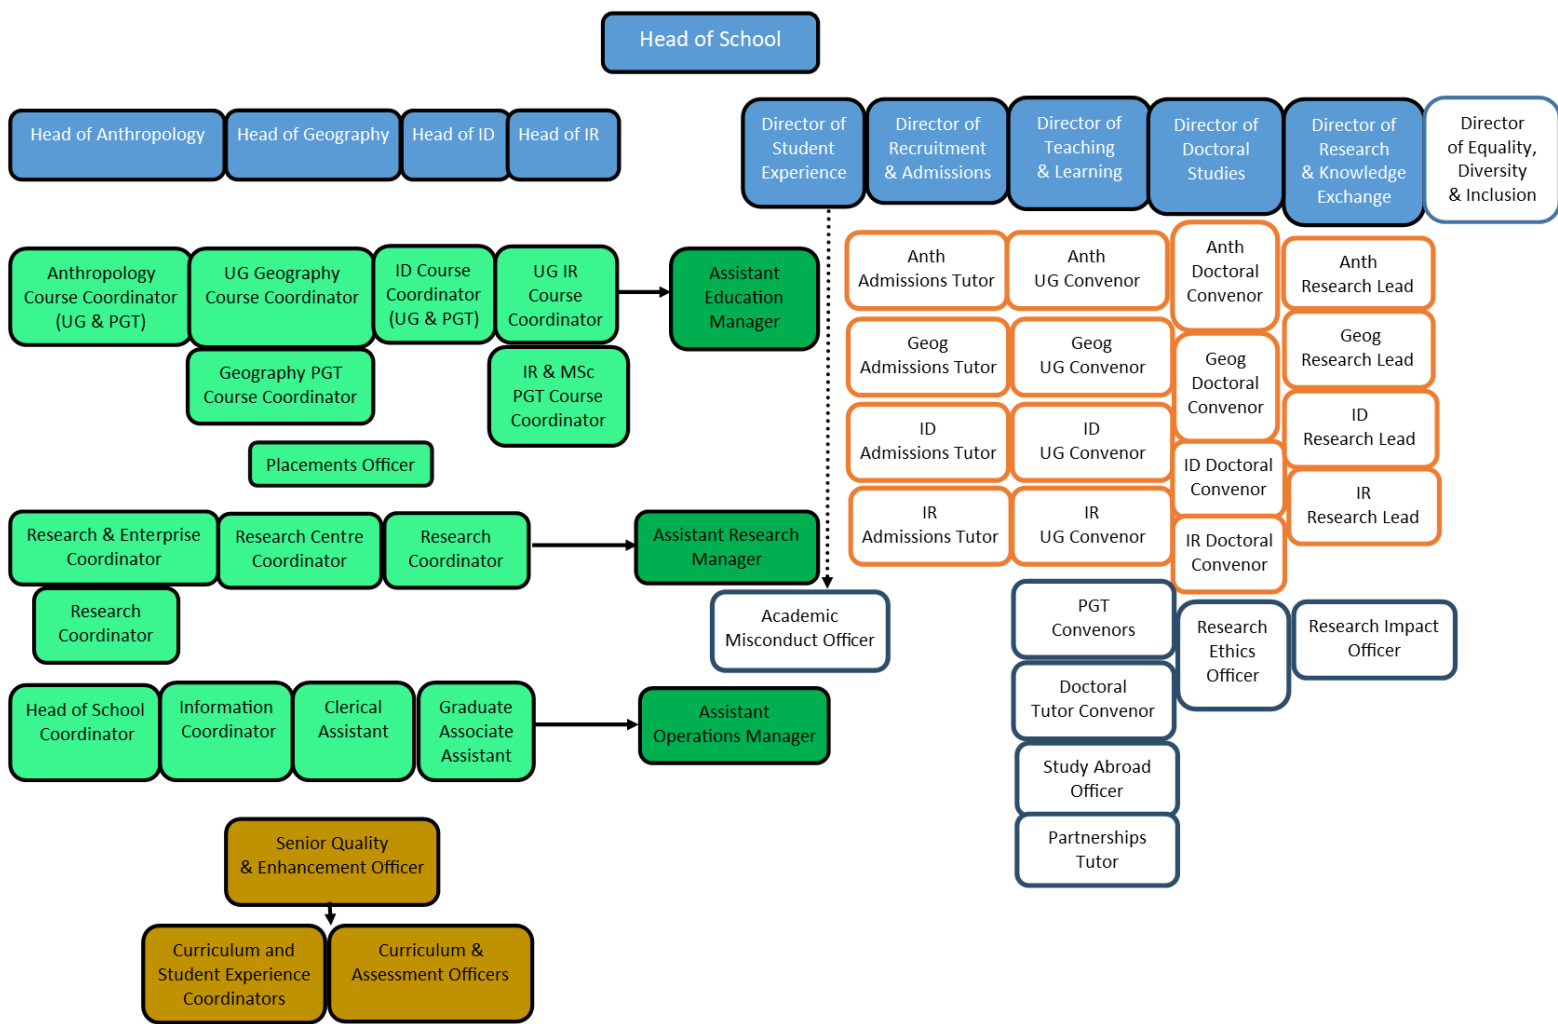 Head of School
Head of Anthropology
Head of Geography
Head of ID
Head of IR
Director of
Student
Experience
Director of
Recruitment
& Admissions
Director of
Teaching
& Learning
Director of
Doctoral
Studies
Director of
Research
& Knowledge
Exchange
Director
of Equality,
Diversity
& Inclusion
Anthropology
Course Coordinator
(UG & PGT)
UG Geography
Course Coordinator
ID Course
Coordinator
(UG & PGT)
UG IR
Course
Coordinator
Assistant
Education
Manager
Geography PGT
Course Coordinator
IR & MSc
PGT Course
Coordinator
Placements Officer
Research & Enterprise
Coordinator
Research Centre
Coordinator
Research
Coordinator
Assistant Research
Manager
Research
Coordinator
Head of School
Coordinator
Information
Coordinator
Clerical
Assistant
Graduate
Associate
Assistant
Assistant
Operations Manager
Senior Quality
& Enhancement Officer
Curriculum and
Student Experience
Coordinators
Curriculum &
Assessment Officers
Academic
Misconduct Officer
Anth
Admissions Tutor
Geog
Admissions Tutor
ID
Admissions Tutor
IR
Admissions Tutor
Anth
UG Convenor
Geog
UG Convenor
ID
UG Convenor
IR
UG Convenor
PGT
Convenors
Doctoral
Tutor Convenor
Study Abroad
Officer
Partnerships
Tutor
Anth
Doctoral
Convenor
Geog
Doctoral
Convenor
ID Doctoral
Convenor
IR Doctoral
Convenor
Research
Ethics
Officer
Anth
Research Lead
Geog
Research Lead
ID
Research Lead
IR
Research Lead
Research Impact
Officer